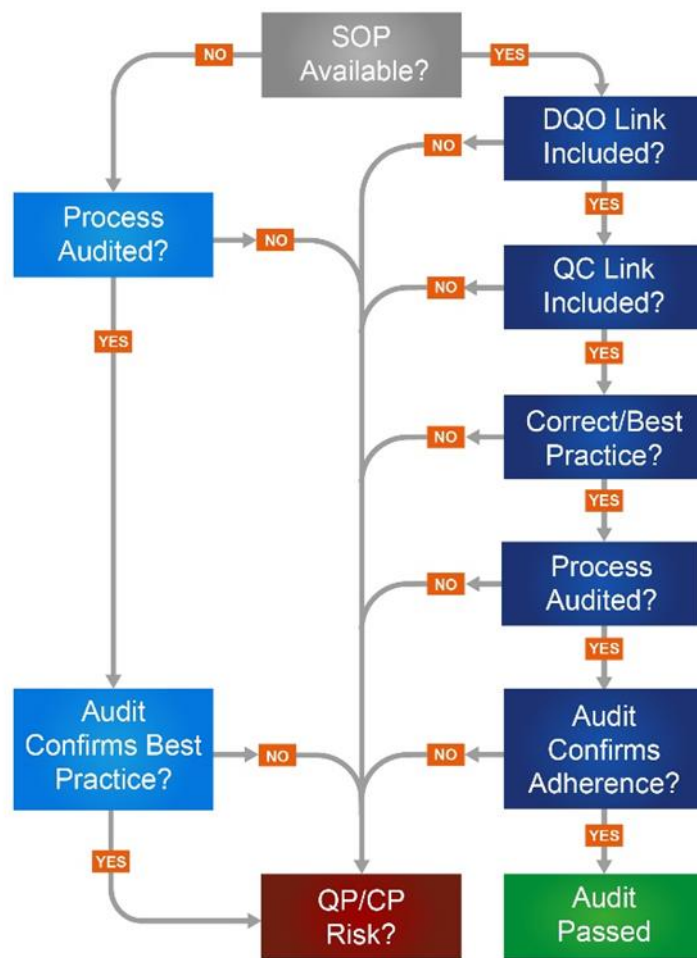 SOP
Available?
NO
YES
DQO Link
Included?
NO
YES
Process
Audited?
NO
QC Link
Included?
NO
YES
YES
Correct/Best
Practice?
NO
YES
Process
Audited?
NO
YES
Audit
Confirms Best
Practice?
NO
Audit
Confirms
Adherence?
NO
YES
YES
QP/CP
Risk?
Audit
Passed